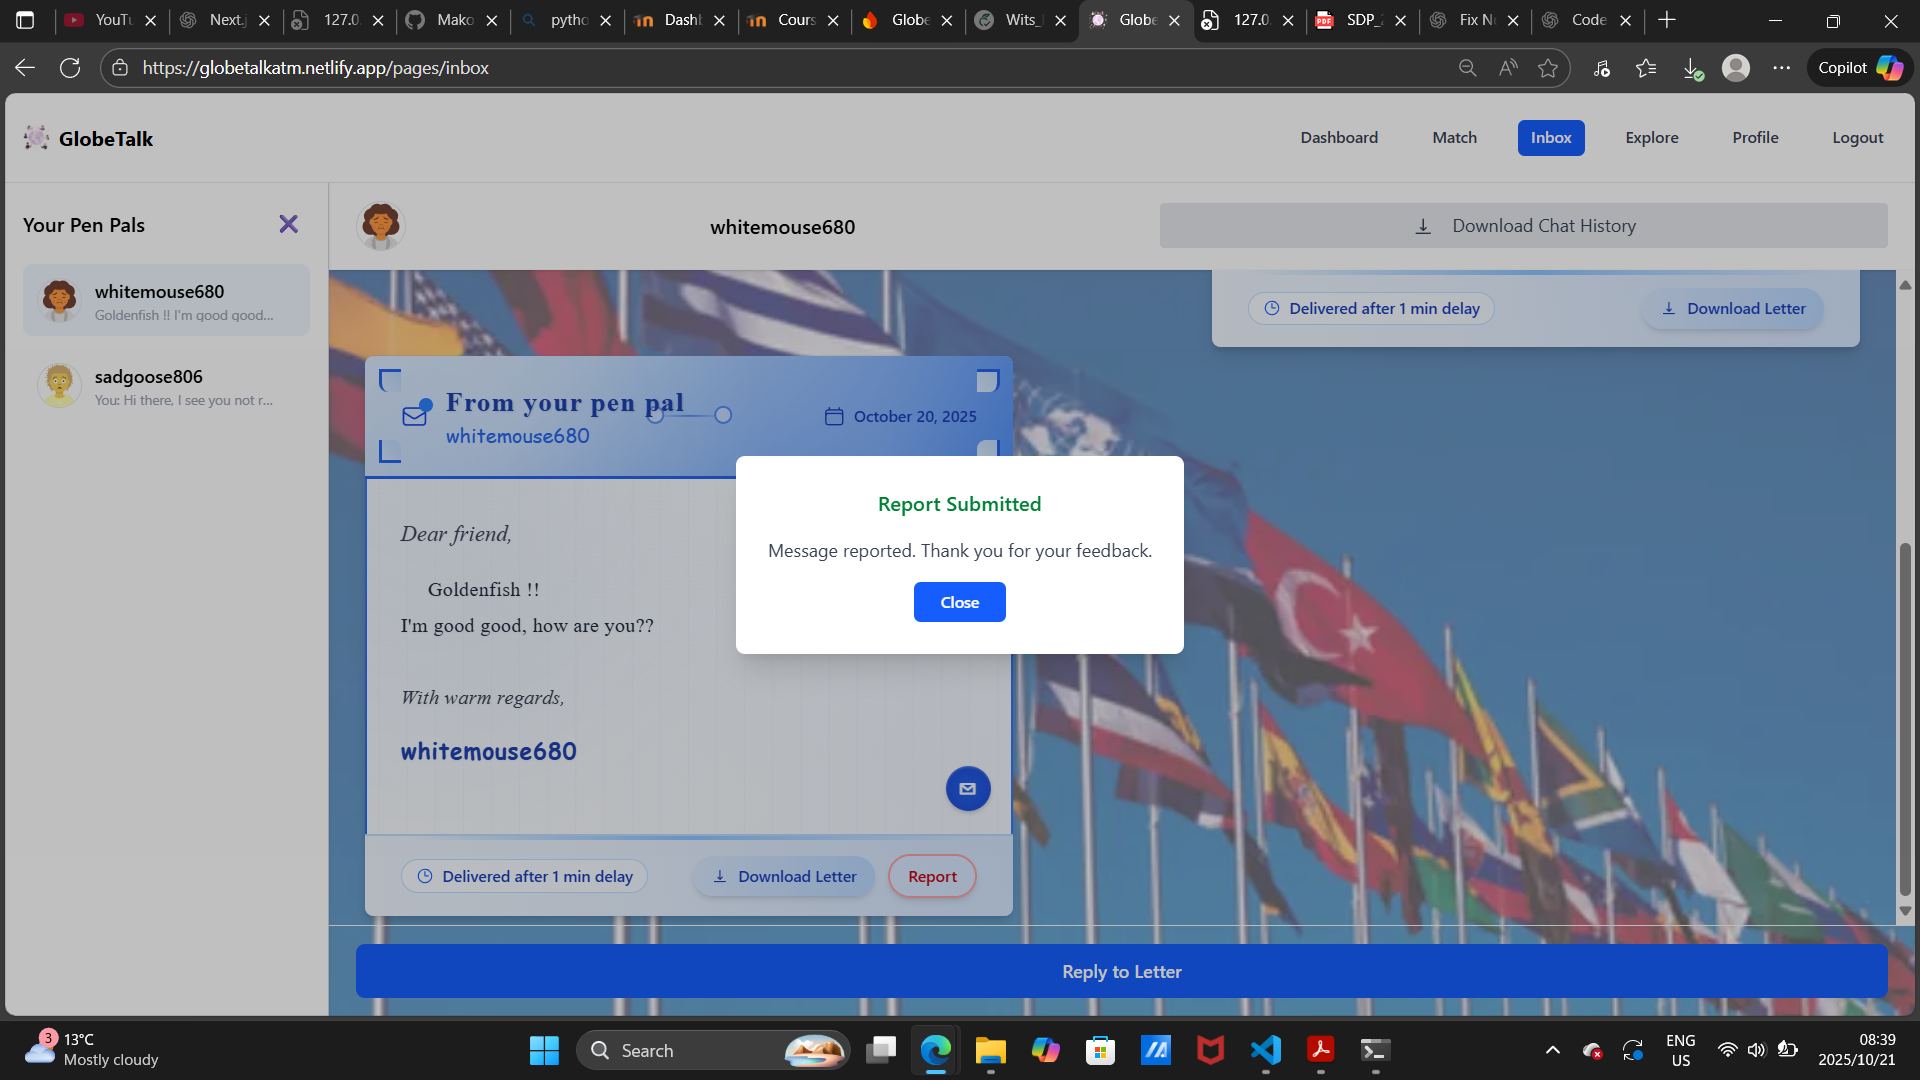 YouTu
Next.j
127.0.
Mako
pytho
Dashl
Cours
Globe
Wits_
Globe
127.0.
SDP_
Fix N
Code
https://globetalkatm.netlify.app/pages/inbox
Copilot
GlobeTalk
Dashboard
Match
Inbox
Explore
Profile
Logout
Your Pen Pals
whitemouse680
Goldenfish !! I'm good good...
sadgoose806
You: Hi there, I see you not r...
whitemouse680
Download Chat History
Delivered after 1 min delay
Download Letter
From your pen pal
whitemouse680
October 20, 2025
Dear friend,
Goldenfish !!
I'm good good, how are you??
With warm regards,
whitemouse680
Delivered after 1 min delay
Download Letter
Report
Report Submitted
Message reported. Thank you for your feedback.
Close
Reply to Letter
3
13°C
Mostly cloudy
Search
ENG
US
08:39
2025/10/21